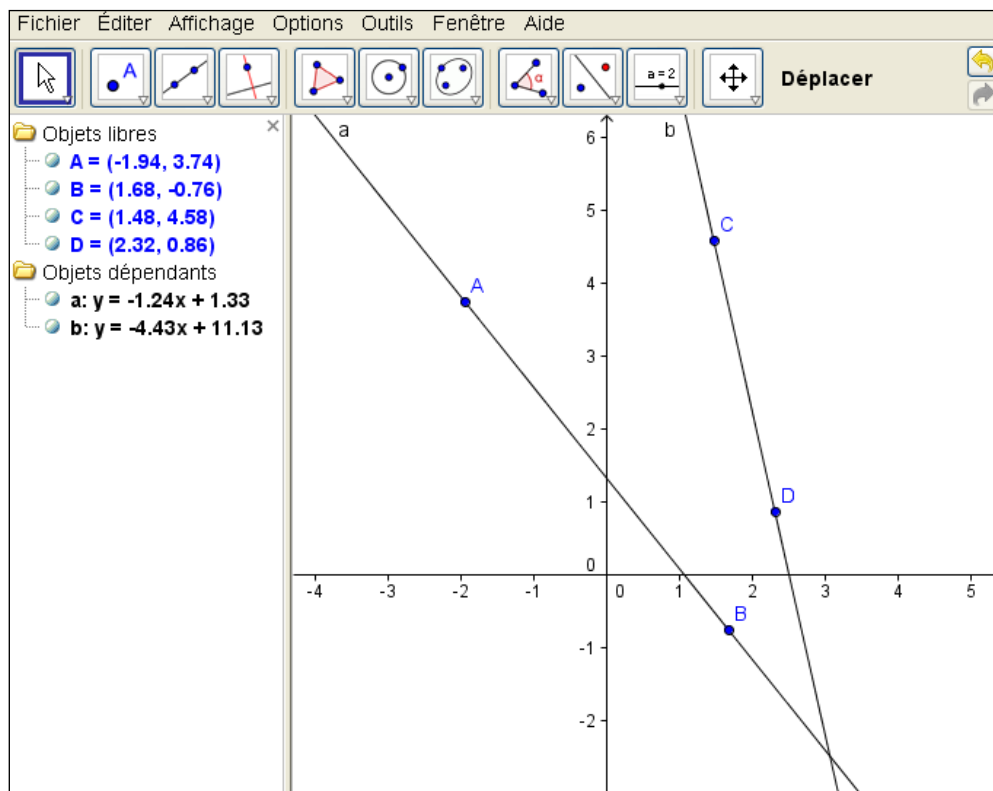 Fichier Éditer Affichage Options Outils Fenêtre Aide
A α a = 2 Déplacer
Objets libres
A = (-1.94, 3.74)
B = (1.68, -0.76)
C = (1.48, 4.58)
D = (2.32, 0.86)
Objets dépendants
a: y = -1.24x + 1.33
b: y = -4.43x + 11.13
a b
6
5
C
4
A
3
2
1
D
0
-4 -3 -2 -1 0 1 2 3 4 5
B
-1
-2